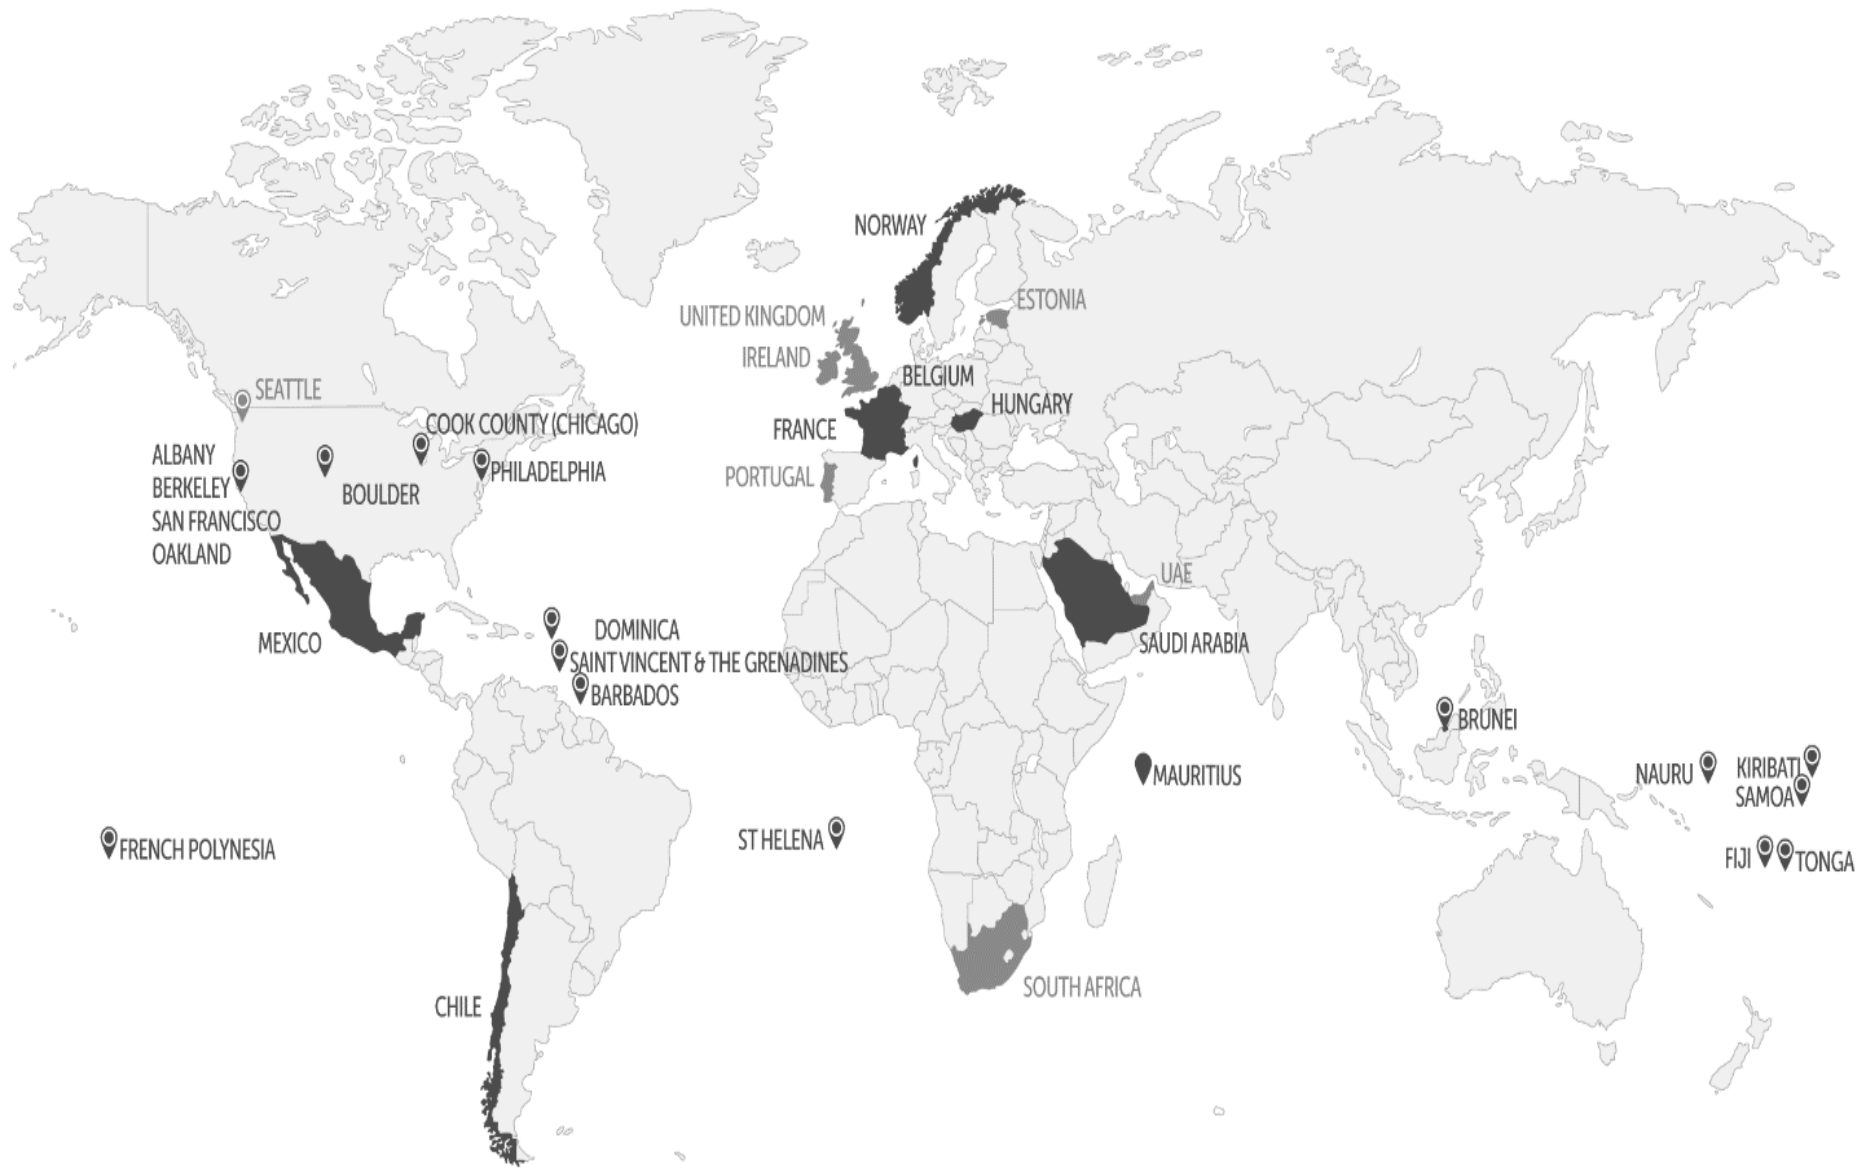 NORWAY
ESTONIA
UNITED KINGDOM
IRELAND
BELGIUM
SEATTLE
HUNGARY
COOK COUNTY (CHICAGO)
FRANCE
ALBANY
BERKELEY
SAN FRANCISCO
OAKLAND
PHILADELPHIA
BOULDER
PORTUGAL
UAE
MEXICO
DOMINICA
SAINT VINCENT & THE GRENADINES
BARBADOS
SAUDI ARABIA
BRUNEI
MAURITIUS
NAURU
KIRIBATI
SAMOA
FRENCH POLYNESIA
ST HELENA
FIJI
TONGA
SOUTH AFRICA
CHILE